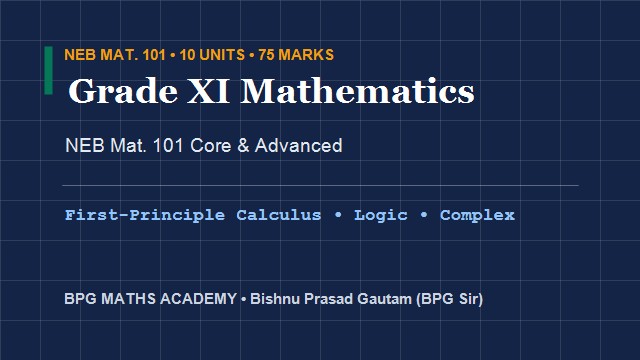 NEB MAT. 101 • 10 UNITS • 75 MARKS
Grade XI Mathematics
NEB Mat. 101 Core & Advanced
First-Principle Calculus • Logic • Complex
BPG MATHS ACADEMY • Bishnu Prasad Gautam (BPG Sir)